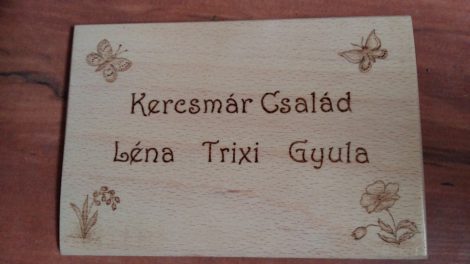 Kercsmár Család
Léna Trixi Gyula